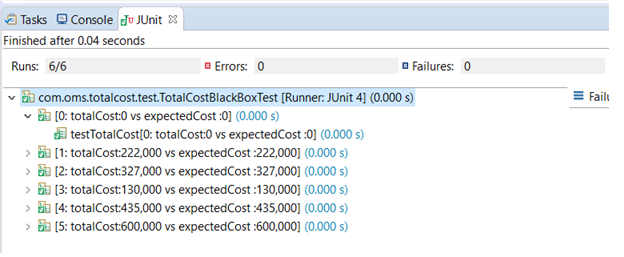 Tasks Console JUnit
Finished after 0.04 seconds
Runs: 6/6 Errors: 0 Failures: 0
com.oms.totalcost.test.TotalCostBlackBoxTest [Runner: JUnit 4] (0.000 s)
[0: totalCost:0 vs expectedCost :0] (0.000 s)
testTotalCost[0: totalCost:0 vs expectedCost :0] (0.000 s)
[1: totalCost:222,000 vs expectedCost :222,000] (0.000 s)
[2: totalCost:327,000 vs expectedCost :327,000] (0.000 s)
[3: totalCost:130,000 vs expectedCost :130,000] (0.000 s)
[4: totalCost:435,000 vs expectedCost :435,000] (0.000 s)
[5: totalCost:600,000 vs expectedCost :600,000] (0.000 s)
Failu